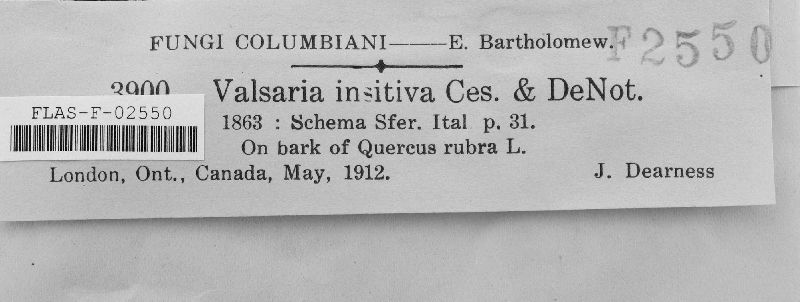 FUNGI COLUMBIANI——E. Bartholomew.
F2550
3900 Valsaria insitiva Ces. & DeNot.
FLAS-F-02550
1863 : Schema Sfer. Ital p. 31.
On bark of Quercus rubra L.
London, Ont., Canada, May, 1912. J. Dearness